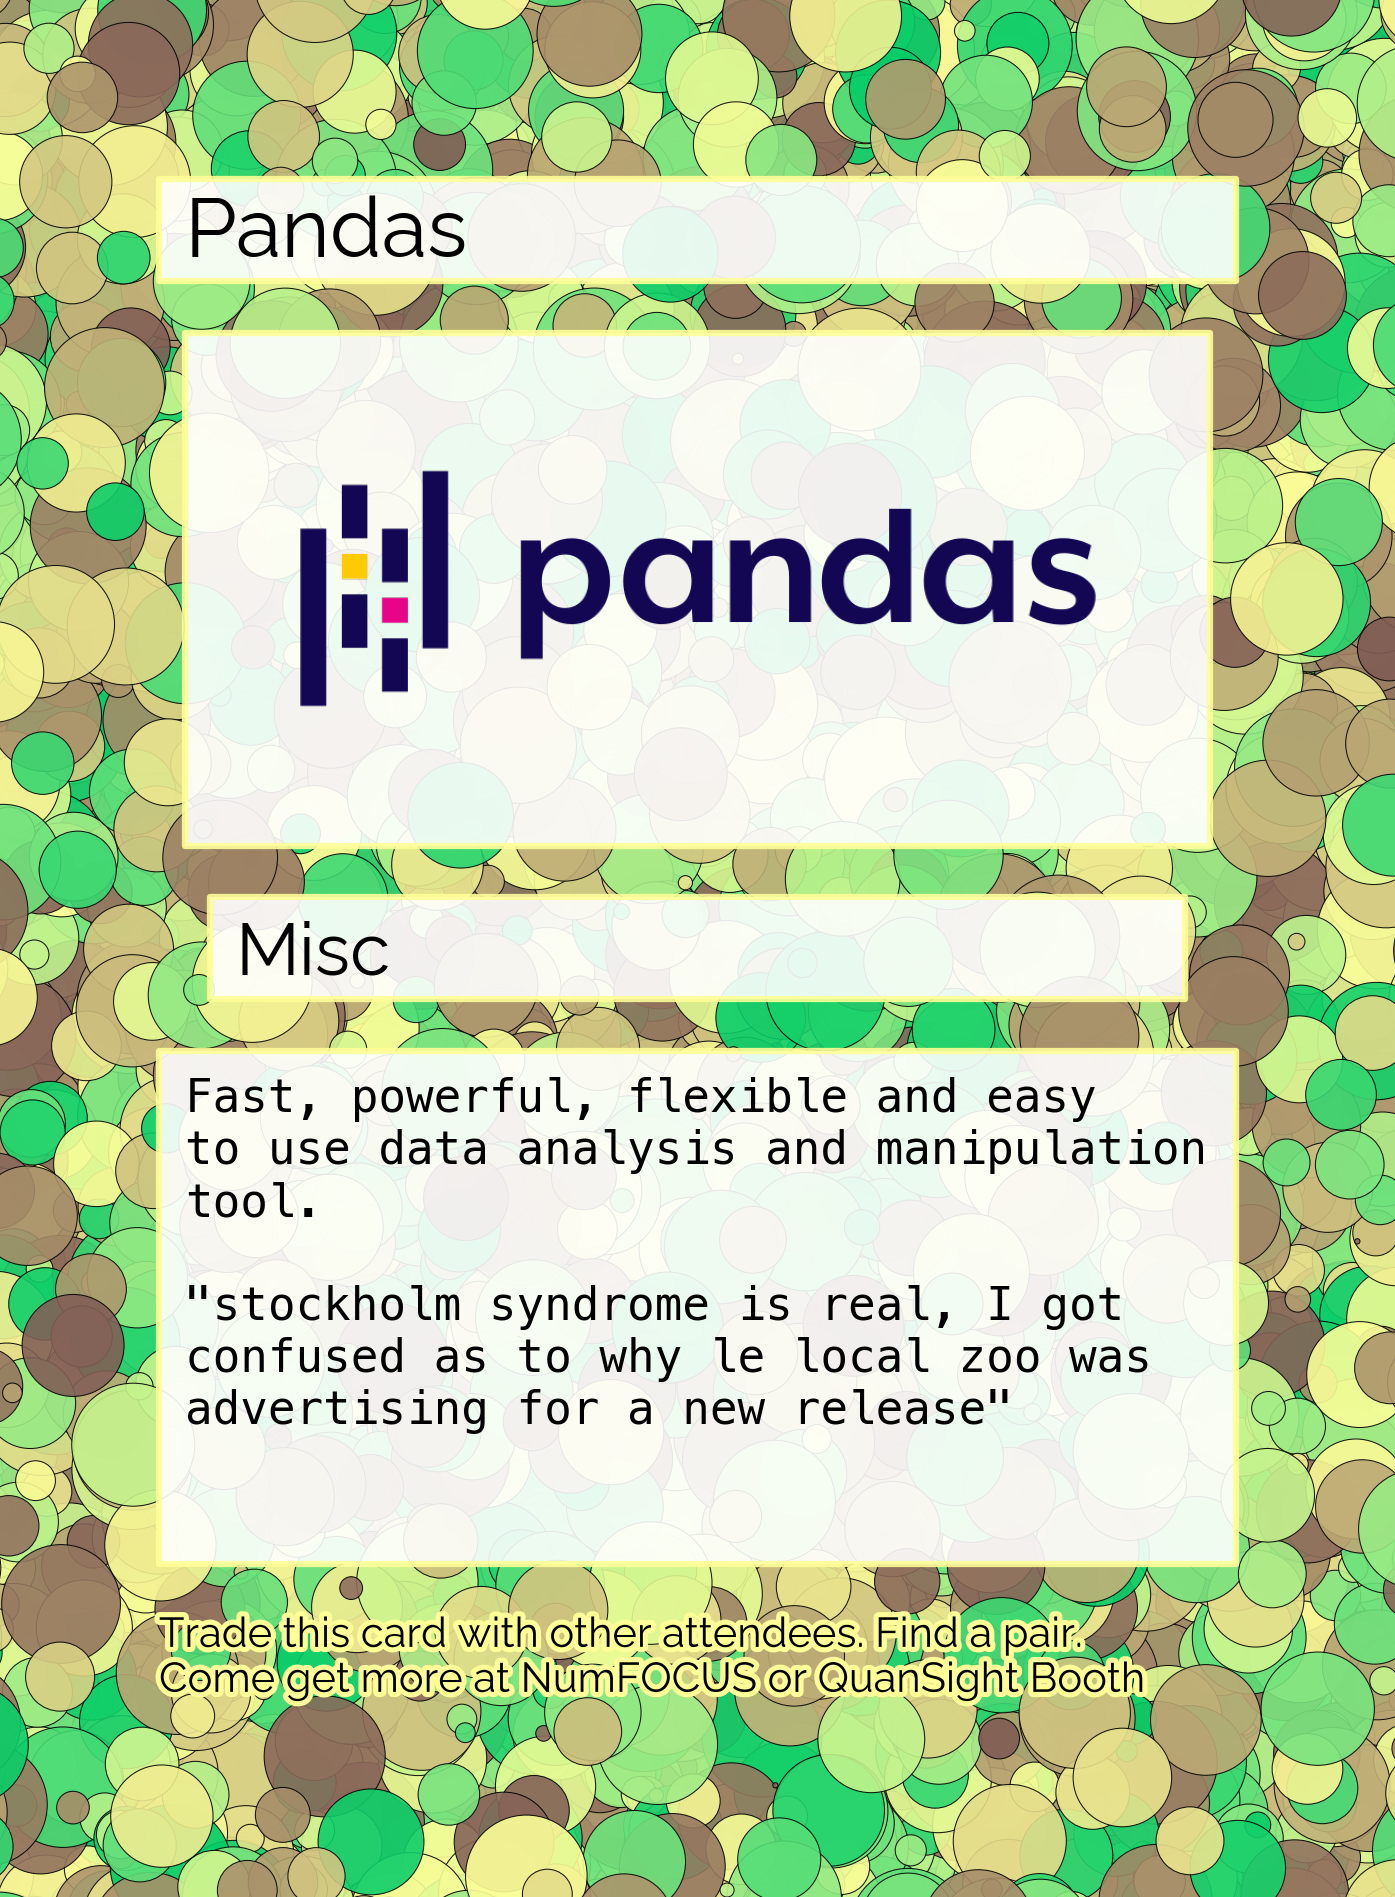 Pandas
pandas
Misc
Fast, powerful, flexible and easy
to use data analysis and manipulation
tool.
"stockholm syndrome is real, I got
confused as to why le local zoo was
advertising for a new release"
Trade this card with other attendees. Find a pair.
Come get more at NumFOCUS or QuanSight Booth